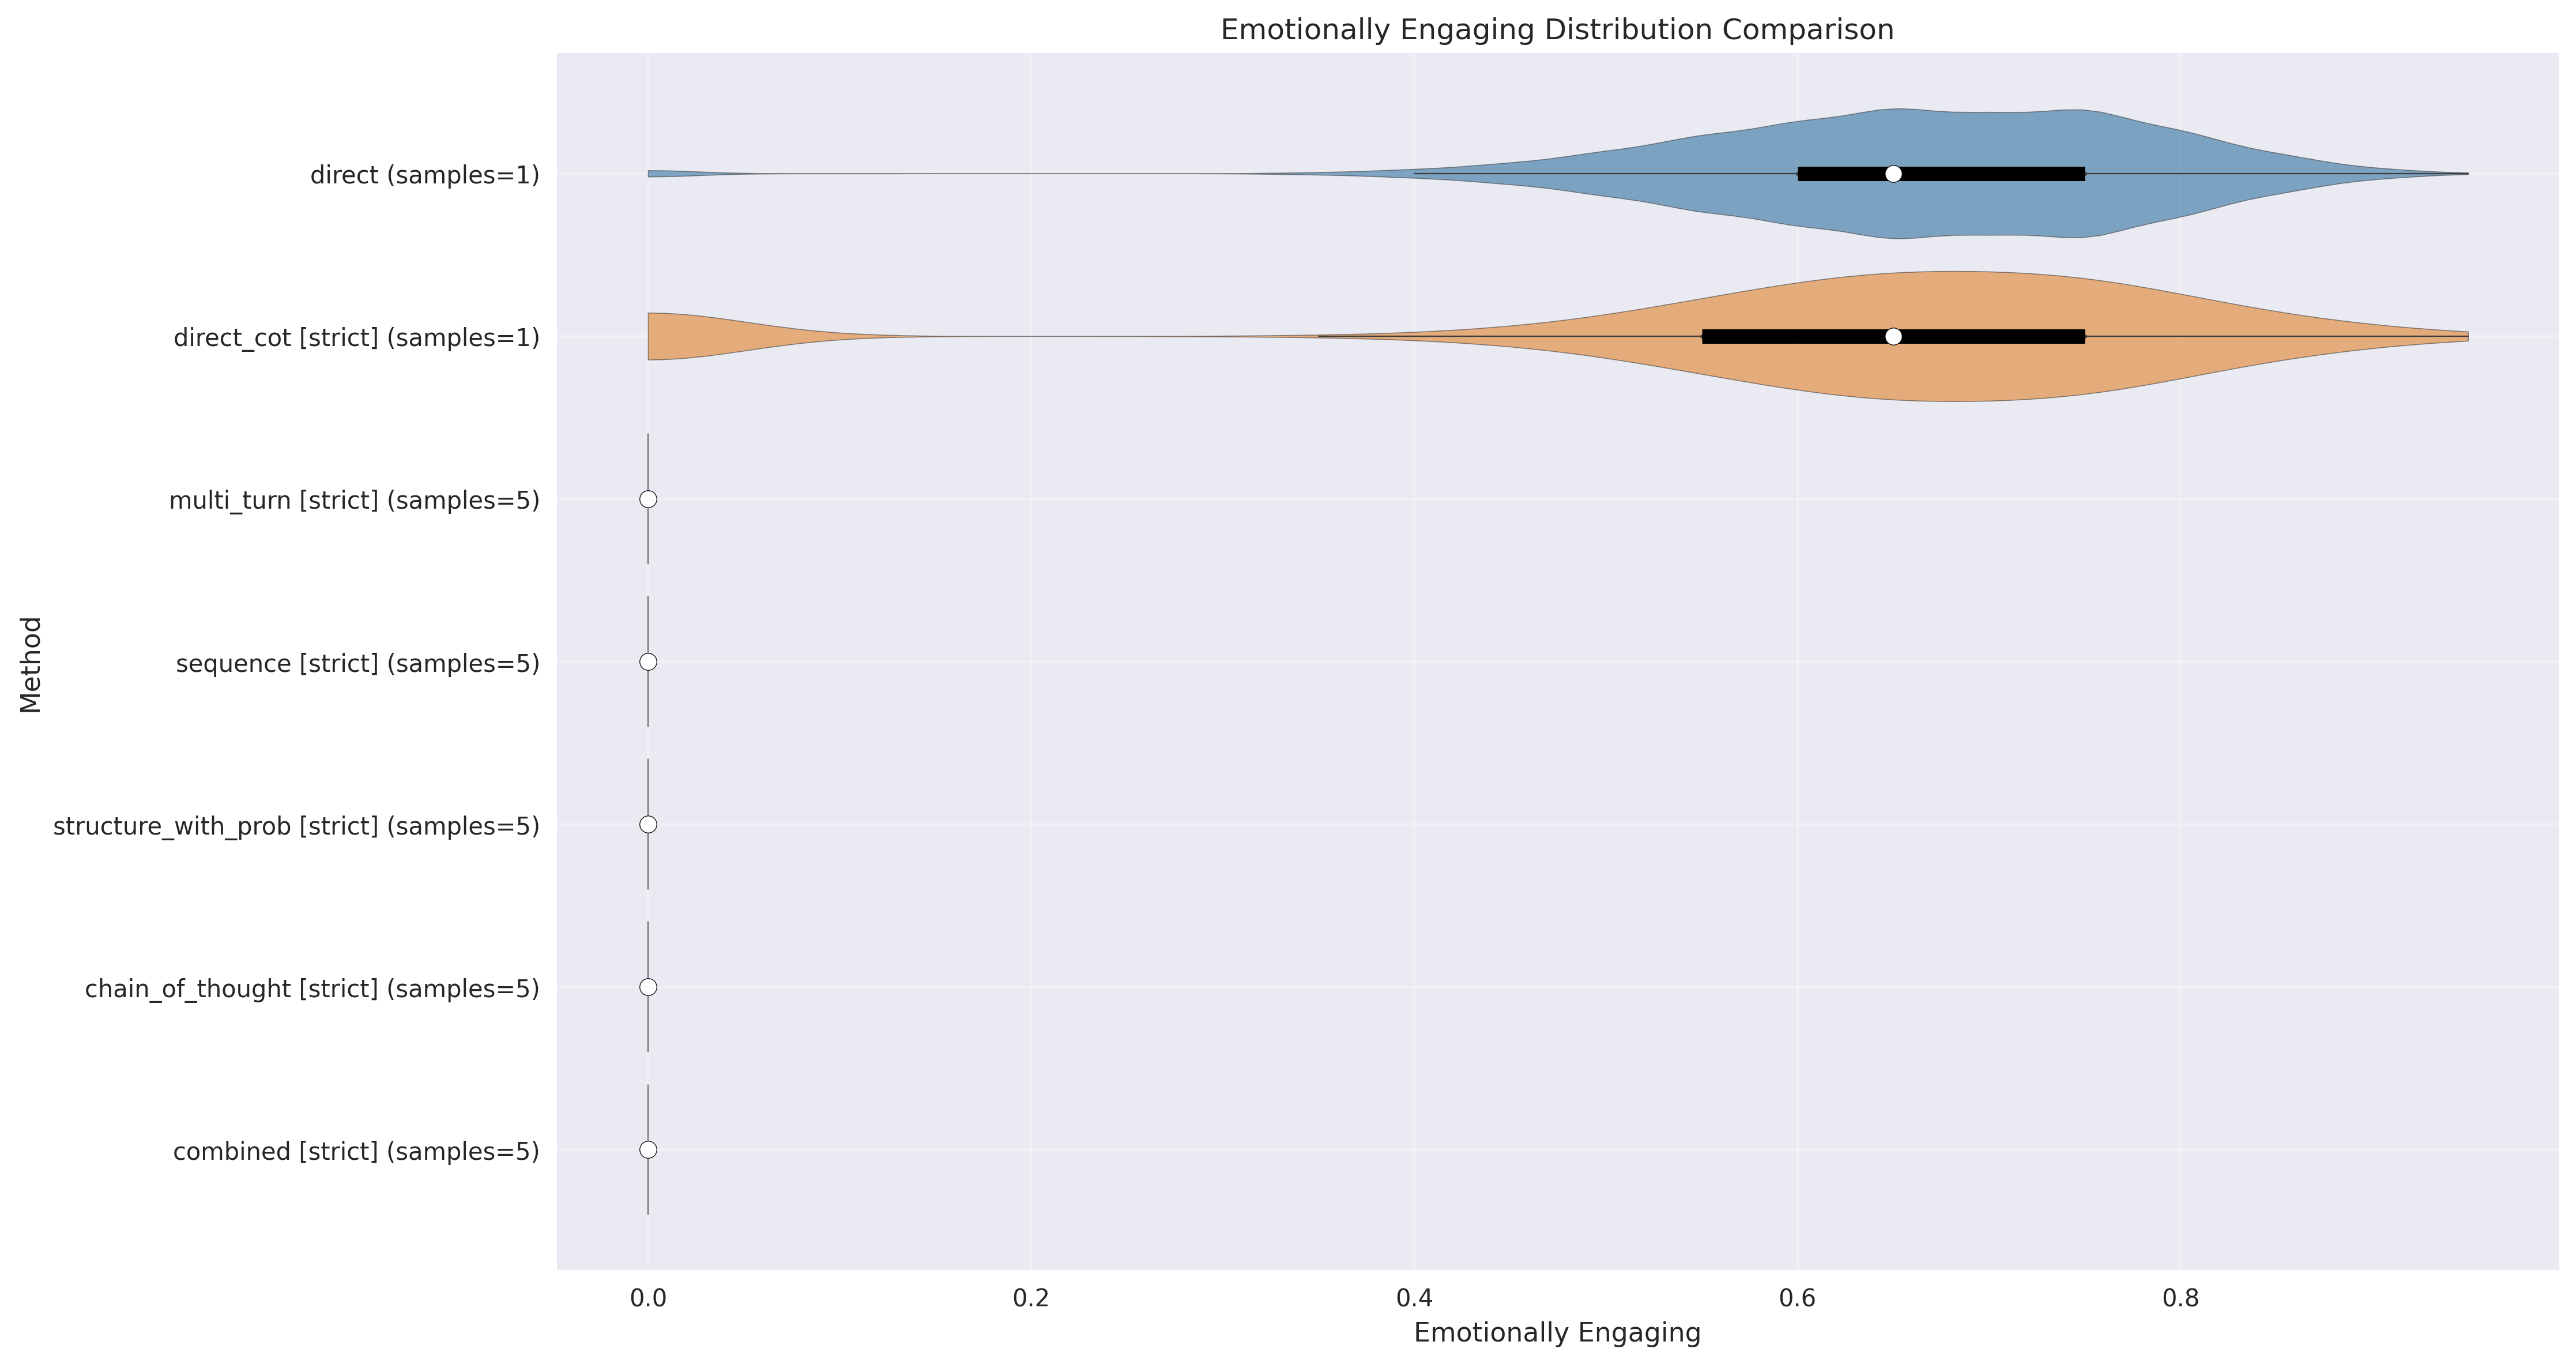 Emotionally Engaging Distribution Comparison
direct (samples=1)
direct_cot [strict] (samples=1)
multi_turn [strict] (samples=5)
sequence [strict] (samples=5)
structure_with_prob [strict] (samples=5)
chain_of_thought [strict] (samples=5)
combined [strict] (samples=5)
Method
0.0 0.2 0.4 0.6 0.8
Emotionally Engaging